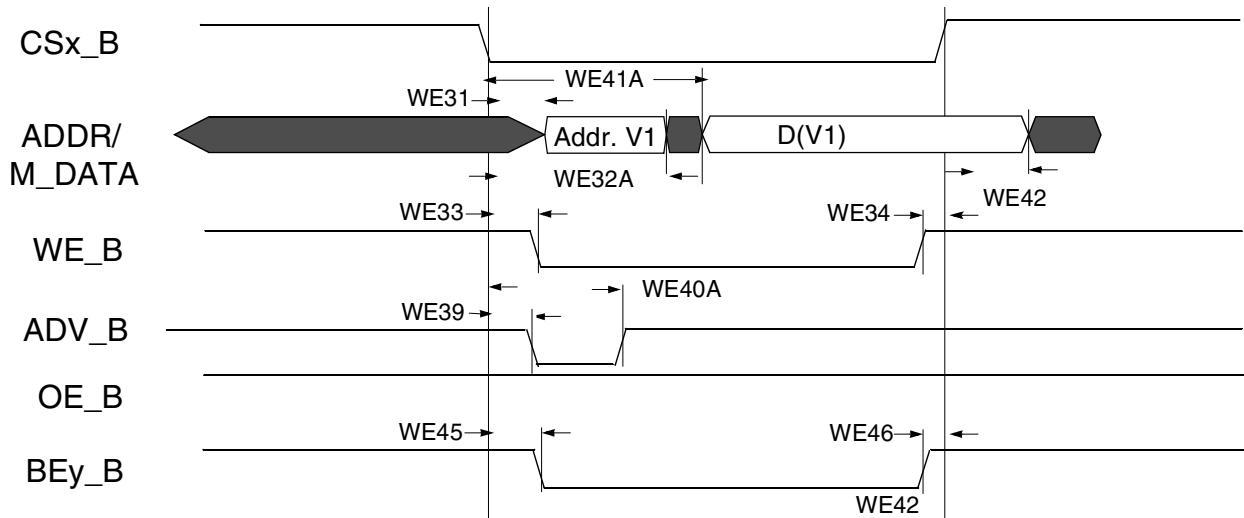 CSx_B
WE41A
WE31
ADDR/
M_DATA
Addr. V1
D(V1)
WE32A
WE42
WE33
WE34
WE_B
WE40A
WE39
ADV_B
OE_B
WE45
WE46
BEy_B
WE42